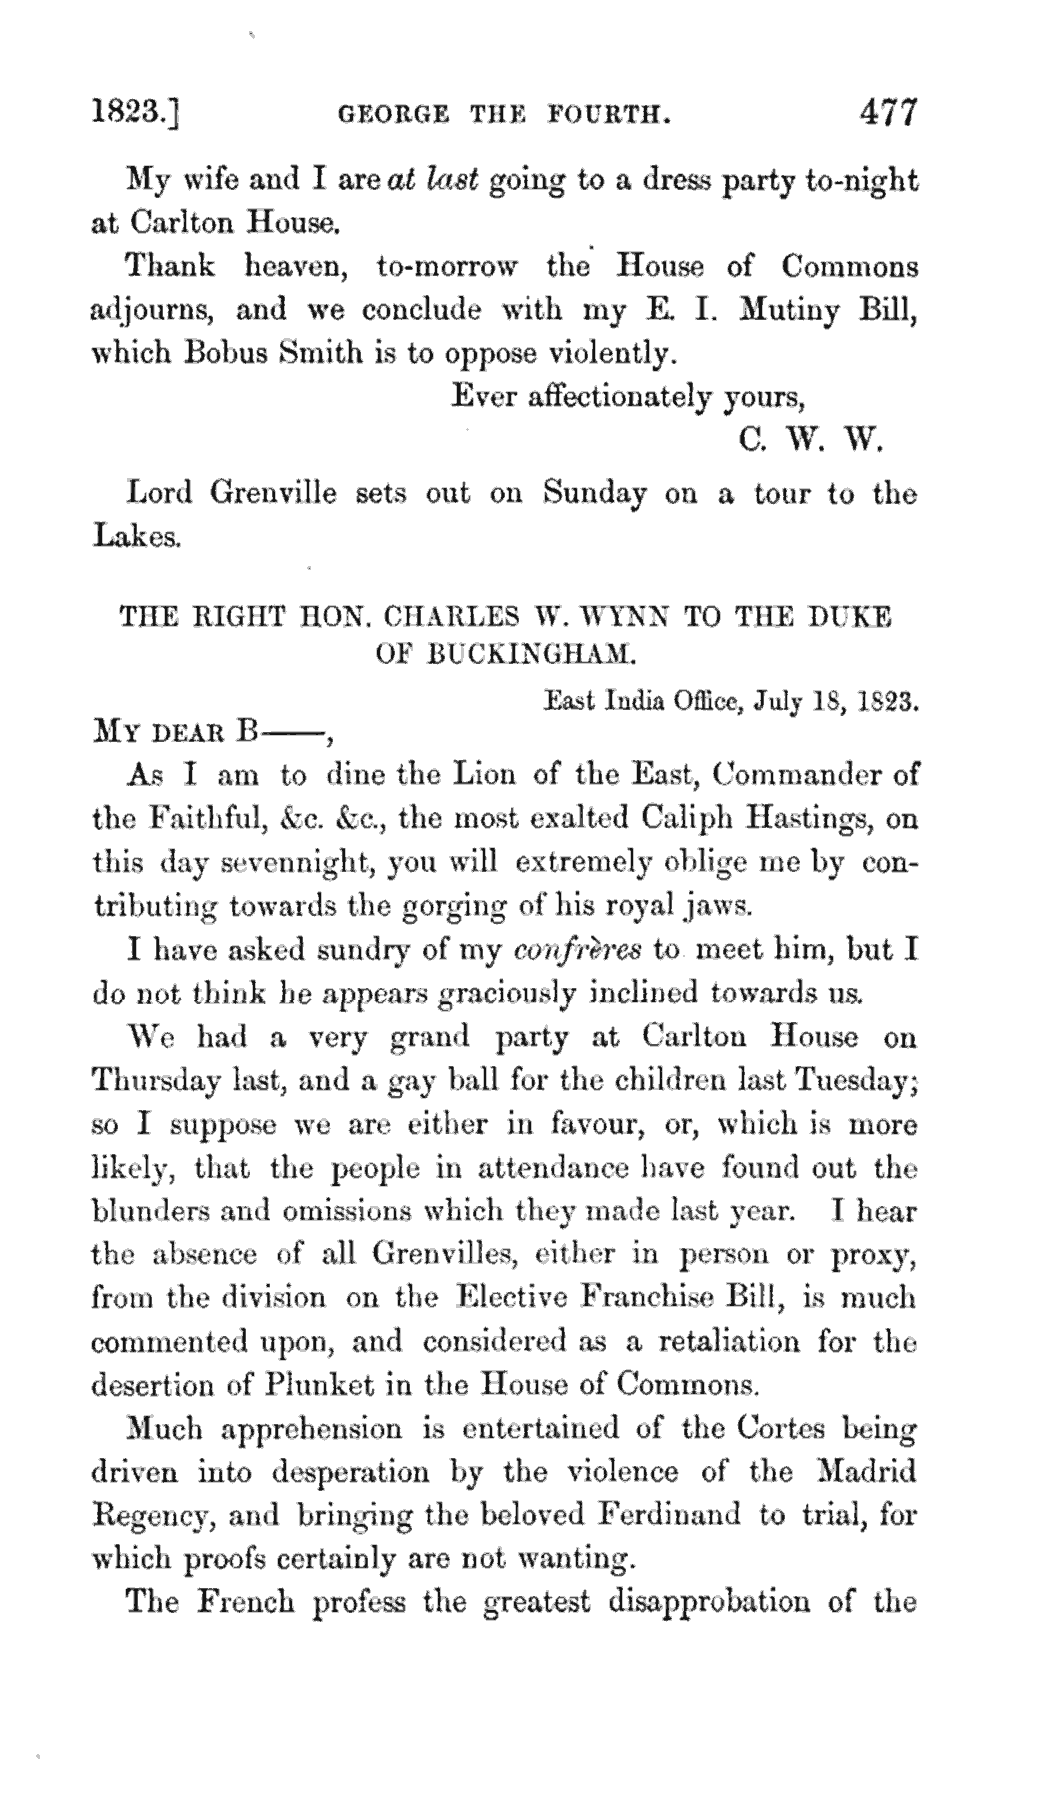 1823.] GEORGE THE FOURTH. 477
My wife and I are at last going to a dress party to-night
at Carlton House.
Thank heaven, to-morrow the House of Commons
adjourns, and we conclude with my E. I. Mutiny Bill,
which Bobus Smith is to oppose violently.
Ever affectionately yours,
C. W. W.
Lord Grenville sets out on Sunday on a tour to the
Lakes.
THE RIGHT HON. CHARLES W. WYNN TO THE DUKE
OF BUCKINGHAM.
East India Office, July 18, 1823.
MY DEAR B——,
As I am to dine the Lion of the East, Commander of
the Faithful, &c. &c., the most exalted Caliph Hastings, on
this day sevennight, you will extremely oblige me by con-
tributing towards the gorging of his royal jaws.
I have asked sundry of my confrères to meet him, but I
do not think he appears graciously inclined towards us.
We had a very grand party at Carlton House on
Thursday last, and a gay ball for the children last Tuesday;
so I suppose we are either in favour, or, which is more
likely, that the people in attendance have found out the
blunders and omissions which they made last year. I hear
the absence of all Grenvilles, either in person or proxy,
from the division on the Elective Franchise Bill, is much
commented upon, and considered as a retaliation for the
desertion of Plunket in the House of Commons.
Much apprehension is entertained of the Cortes being
driven into desperation by the violence of the Madrid
Regency, and bringing the beloved Ferdinand to trial, for
which proofs certainly are not wanting.
The French profess the greatest disapprobation of the